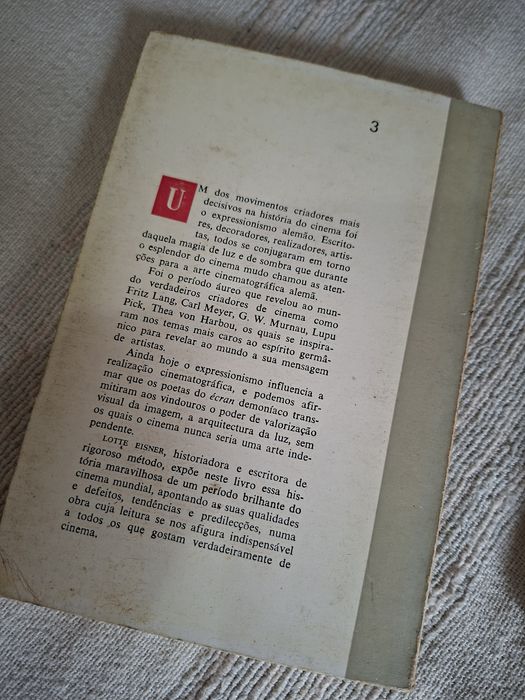 3
UM dos movimentos criadores mais
decisivos na história do cinema foi
o expressionismo alemão. Escrito-
res, decoradores, realizadores, artis-
tas, todos se conjugaram em torno
daquela magia de luz e de sombra que durante
o esplendor do cinema mudo chamou as aten-
ções para a arte cinematográfica alemã.
Foi o período áureo que revelou ao mun-
do verdadeiros criadores de cinema como
Fritz Lang, Carl Meyer, G. W. Murnau, Lupu
Pick, Thea von Harbou, os quais se inspira-
ram nos temas mais caros ao espírito germâ-
nico para revelar ao mundo a sua mensagem
de artistas.
Ainda hoje o expressionismo influencia a
realização cinematográfica, e podemos afir-
mar que os poetas do écran demoníaco trans-
mitiram aos vindouros o poder de valorização
visual da imagem, a arquitectura da luz, sem
os quais o cinema nunca seria uma arte inde-
pendente.
LOTTE EISNER, historiadora e escritora de
rigoroso método, expõe neste livro essa his-
tória maravilhosa de um período brilhante do
cinema mundial, apontando as suas qualidades
e defeitos, tendências e predilecções, numa
obra cuja leitura se nos afigura indispensável
a todos os que gostam verdadeiramente de
cinema.